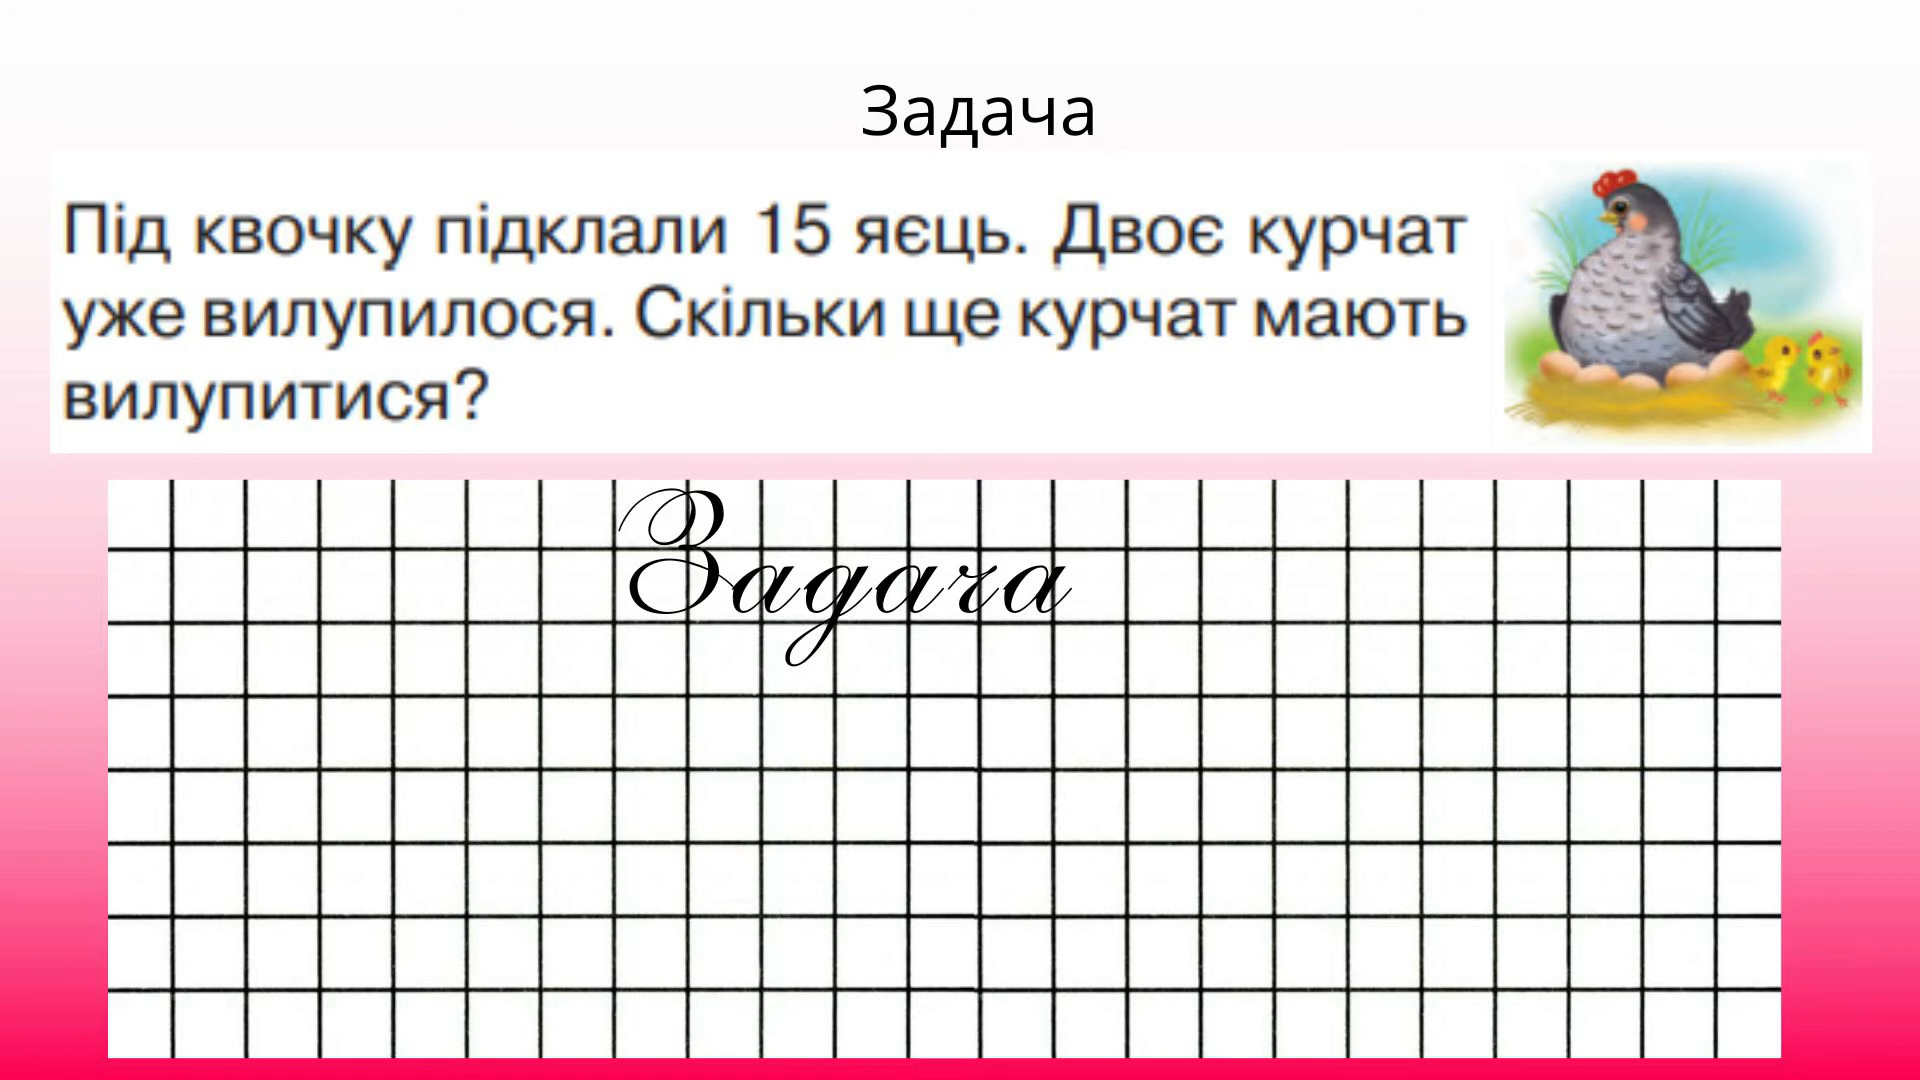 Задача
Під квочку підклали 15 яєць. Двоє курчат
уже вилупилося. Скільки ще курчат мають
вилупитися?
Задача